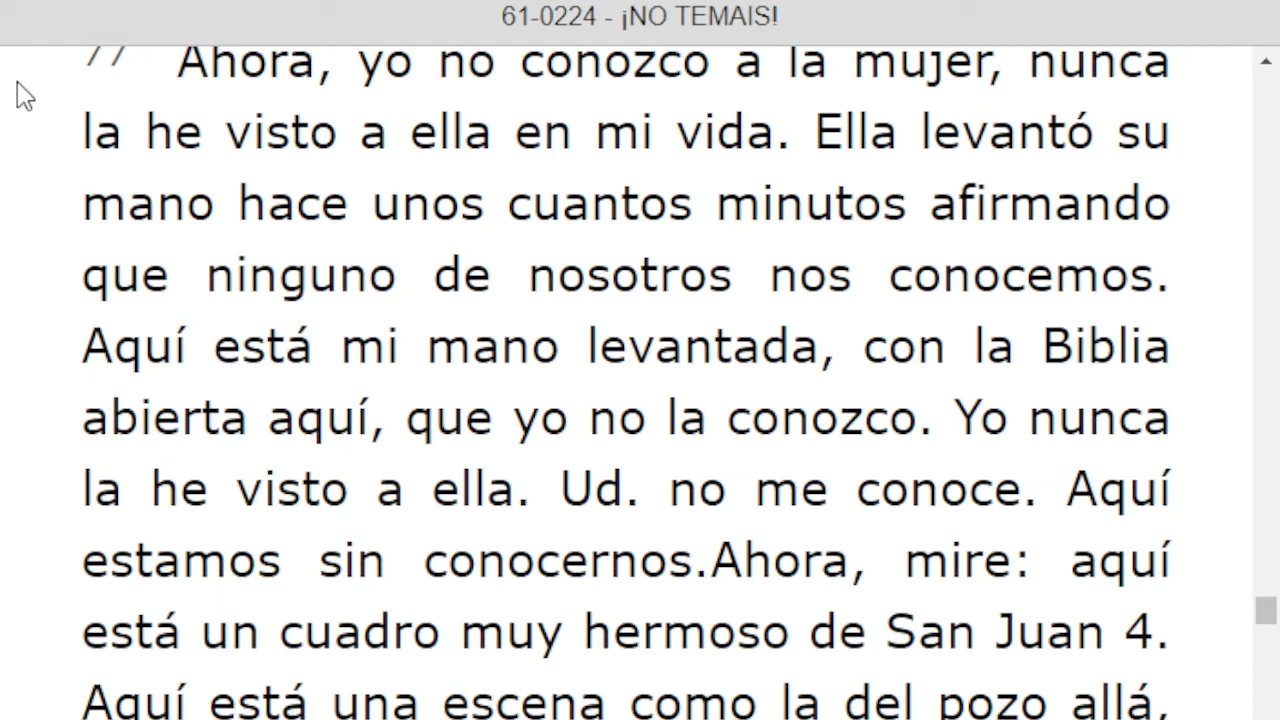 61-0224 - ¡NO TEMAIS!
77 Ahora, yo no conozco a la mujer, nunca
la he visto a ella en mi vida. Ella levantó su
mano hace unos cuantos minutos afirmando
que ninguno de nosotros nos conocemos.
Aquí está mi mano levantada, con la Biblia
abierta aquí, que yo no la conozco. Yo nunca
la he visto a ella. Ud. no me conoce. Aquí
estamos sin conocernos.Ahora, mire: aquí
está un cuadro muy hermoso de San Juan 4.
Aquí está una escena como la del pozo allá,